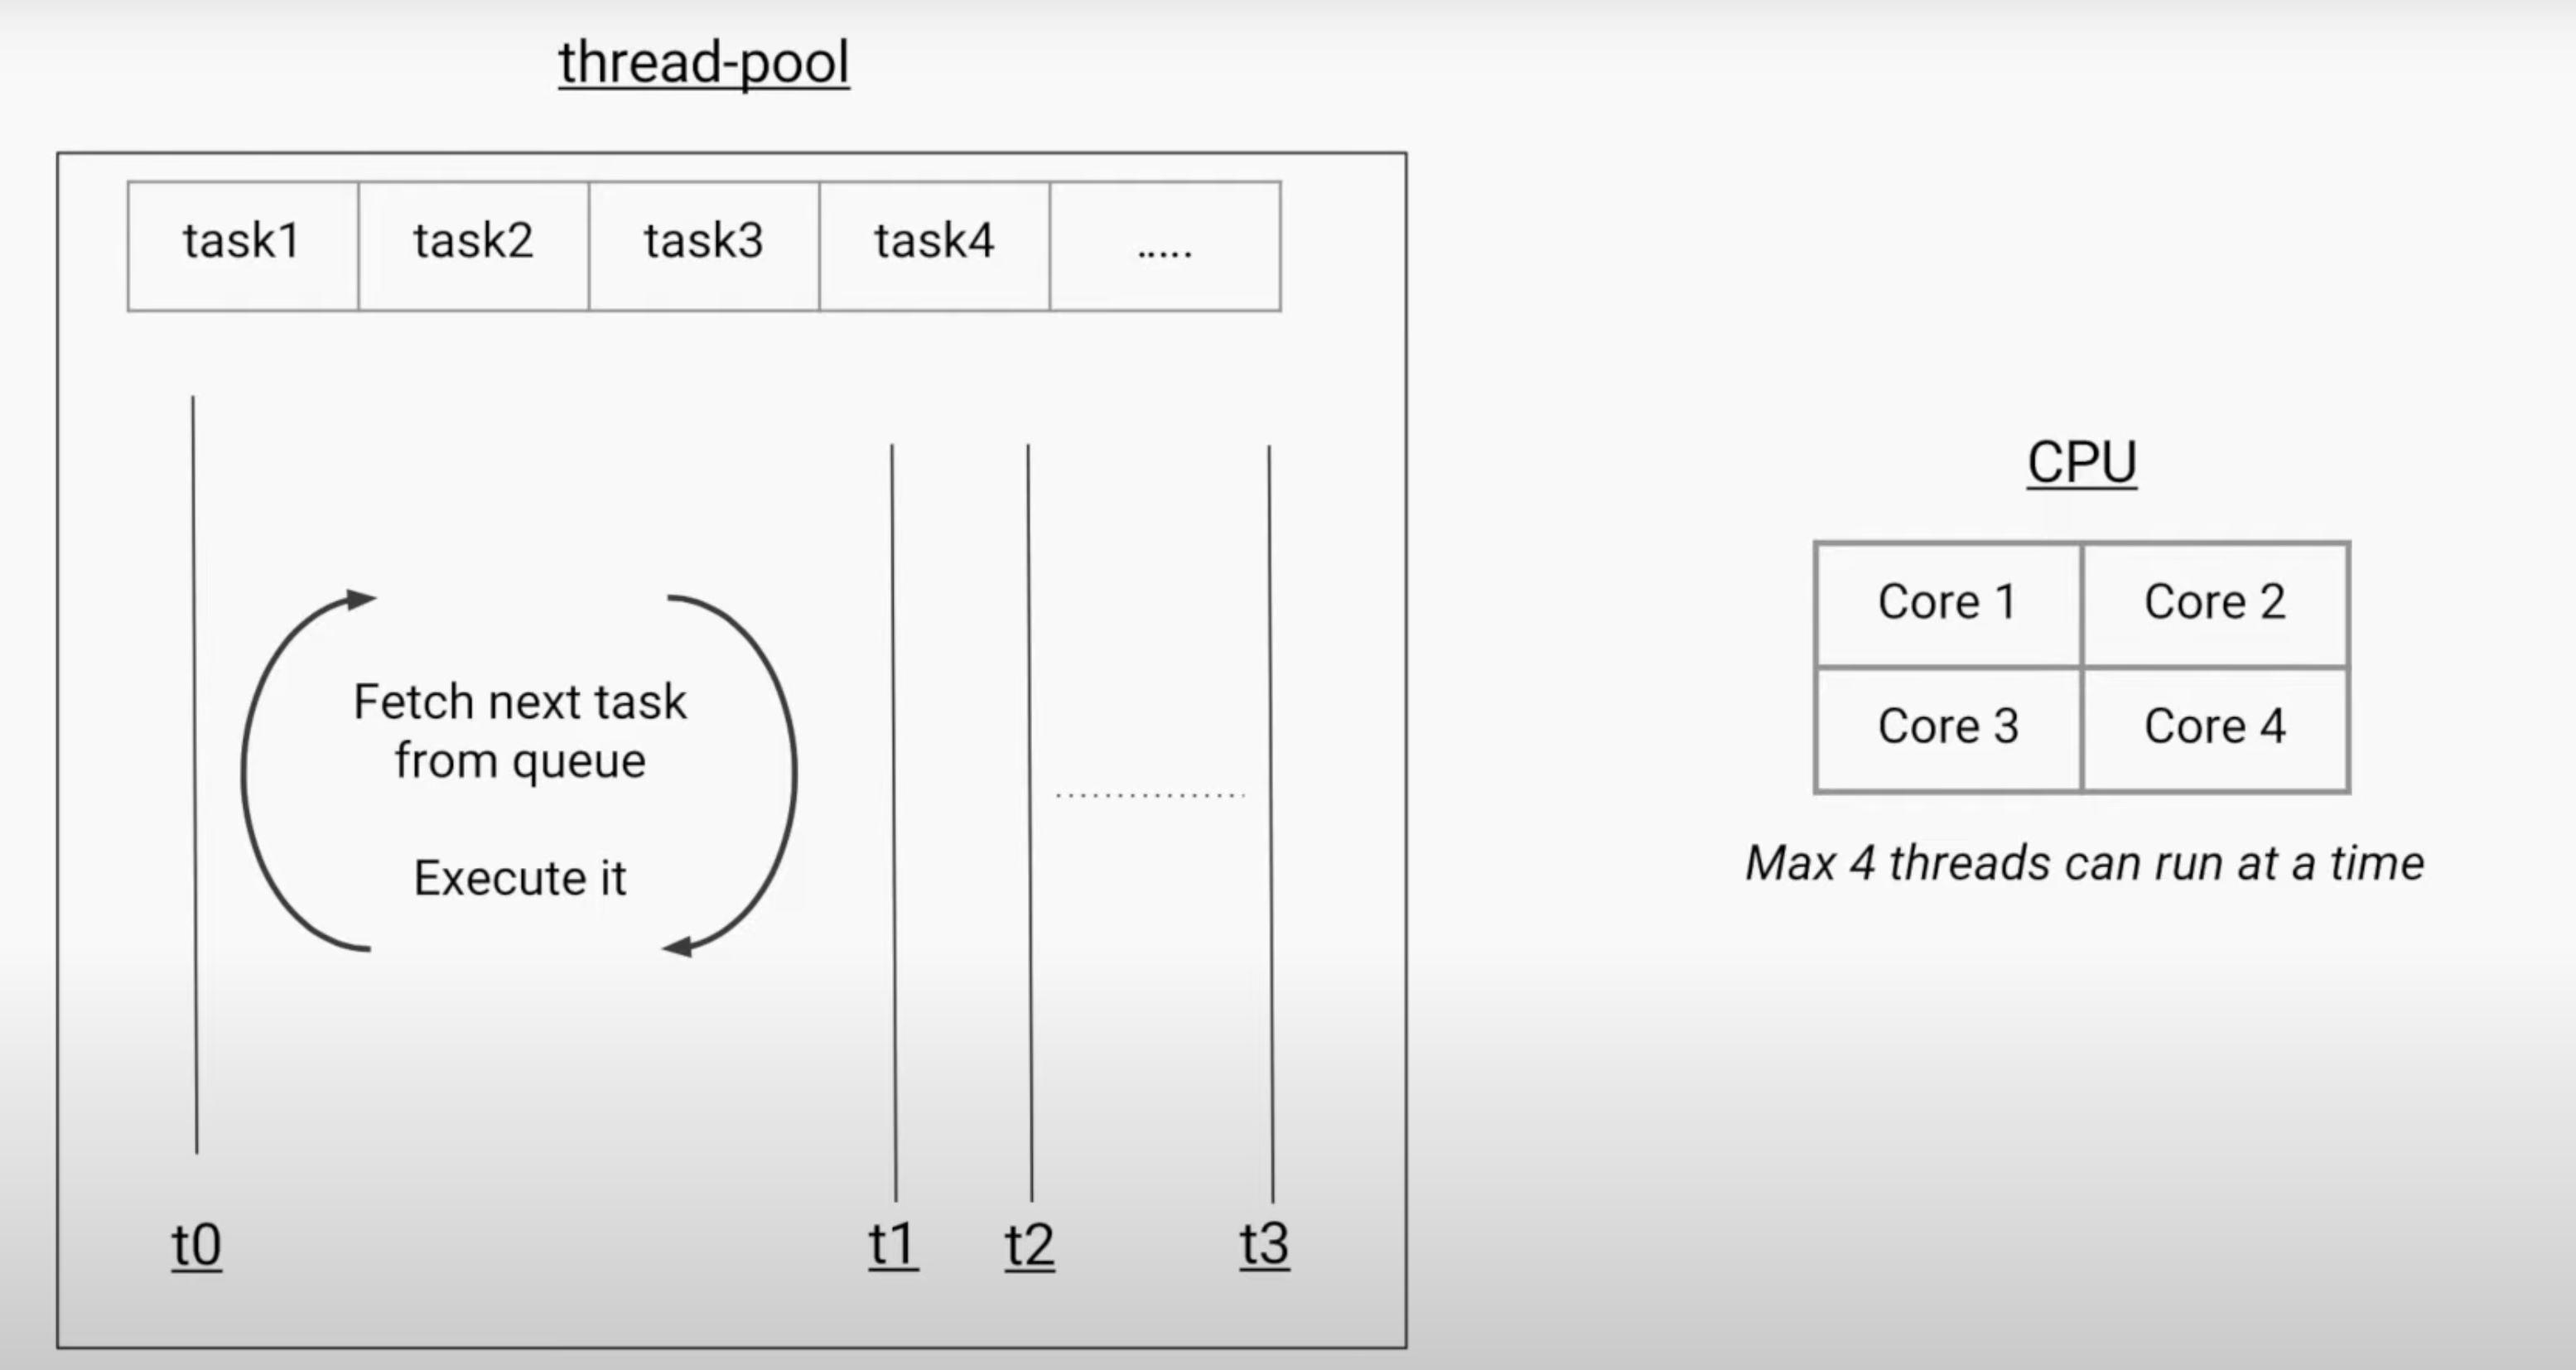 thread-pool
task1
task2
task3
task4
.....
Fetch next task
from queue
Execute it
t0
t1
t2
t3
CPU
Core 1
Core 2
Core 3
Core 4
Max 4 threads can run at a time